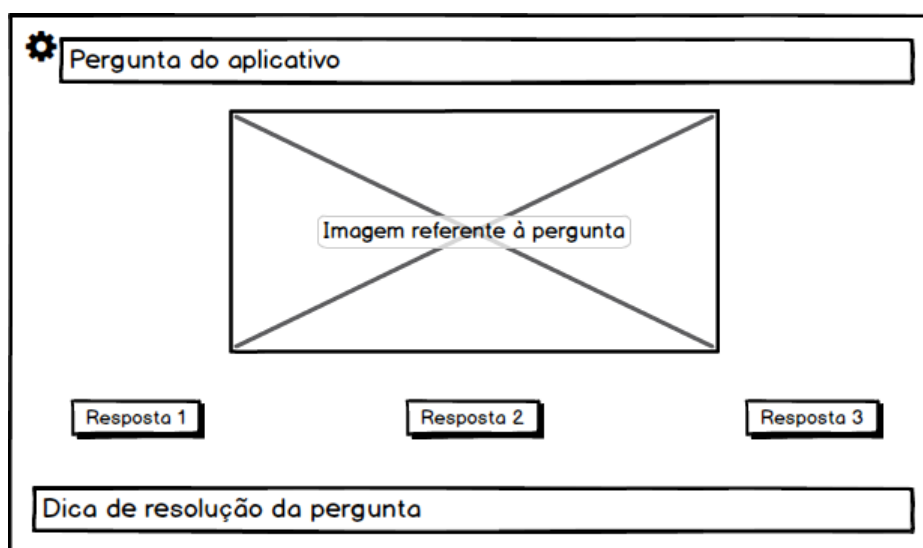 Pergunta do aplicativo
Imagem referente à pergunta
Resposta 1
Resposta 2
Resposta 3
Dica de resolução da pergunta